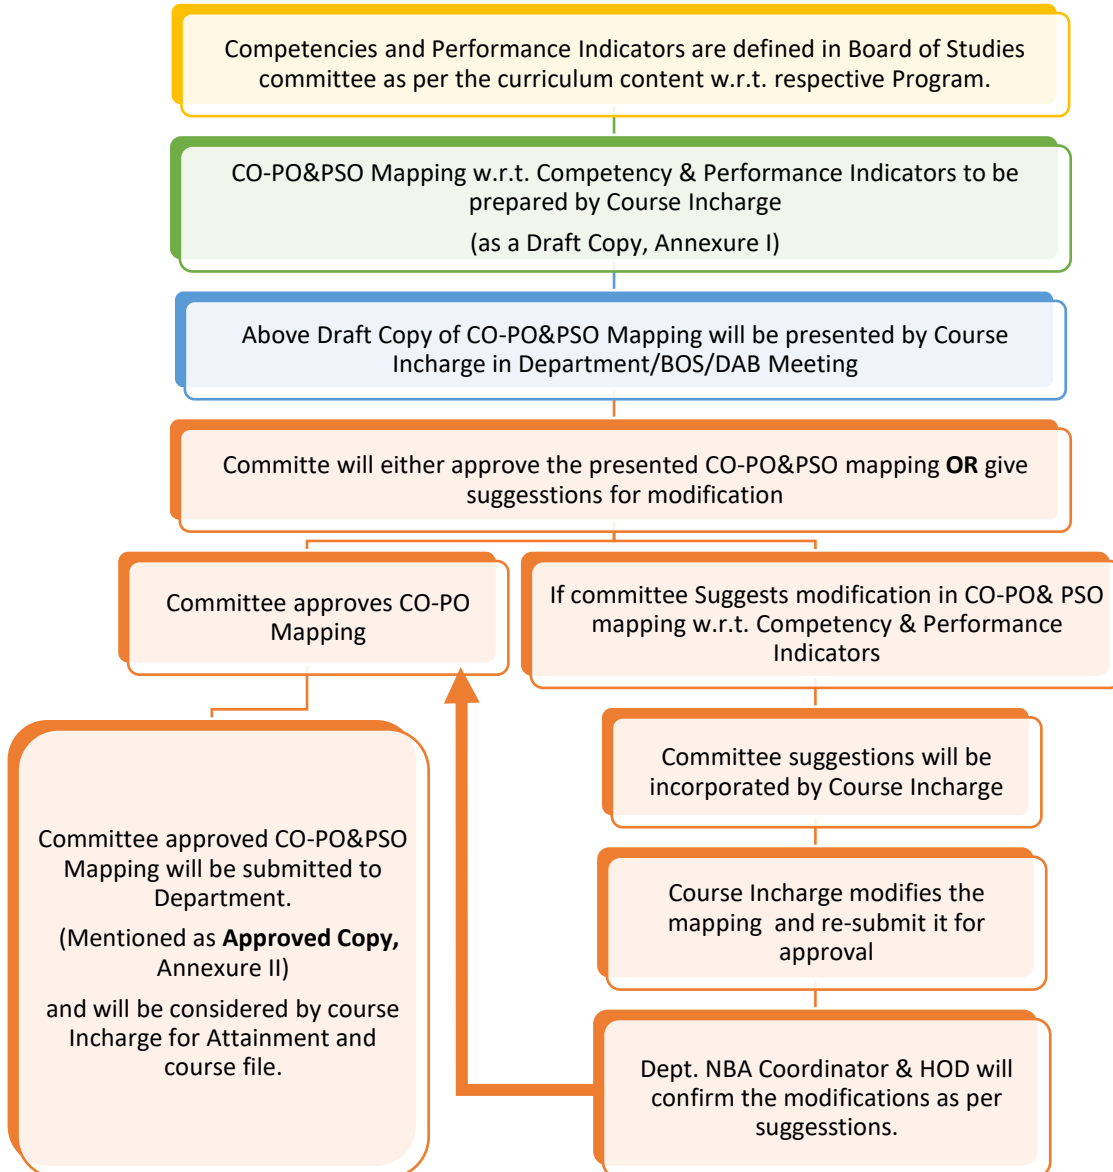 Competencies and Performance Indicators are defined in Board of Studies
committee as per the curriculum content w.r.t. respective Program.
CO-PO&PSO Mapping w.r.t. Competency & Performance Indicators to be
prepared by Course Incharge
(as a Draft Copy, Annexure I)
Above Draft Copy of CO-PO&PSO Mapping will be presented by Course
Incharge in Department/BOS/DAB Meeting
Committe will either approve the presented CO-PO&PSO mapping OR give
suggesstions for modification
Committee approves CO-PO
Mapping
If committee Suggests modification in CO-PO& PSO
mapping w.r.t. Competency & Performance
Indicators
Committee suggestions will be
incorporated by Course Incharge
Committee approved CO-PO&PSO
Mapping will be submitted to
Department.
(Mentioned as Approved Copy,
Annexure II)
and will be considered by course
Incharge for Attainment and
course file.
Course Incharge modifies the
mapping and re-submit it for
approval
Dept. NBA Coordinator & HOD will
confirm the modifications as per
suggesstions.